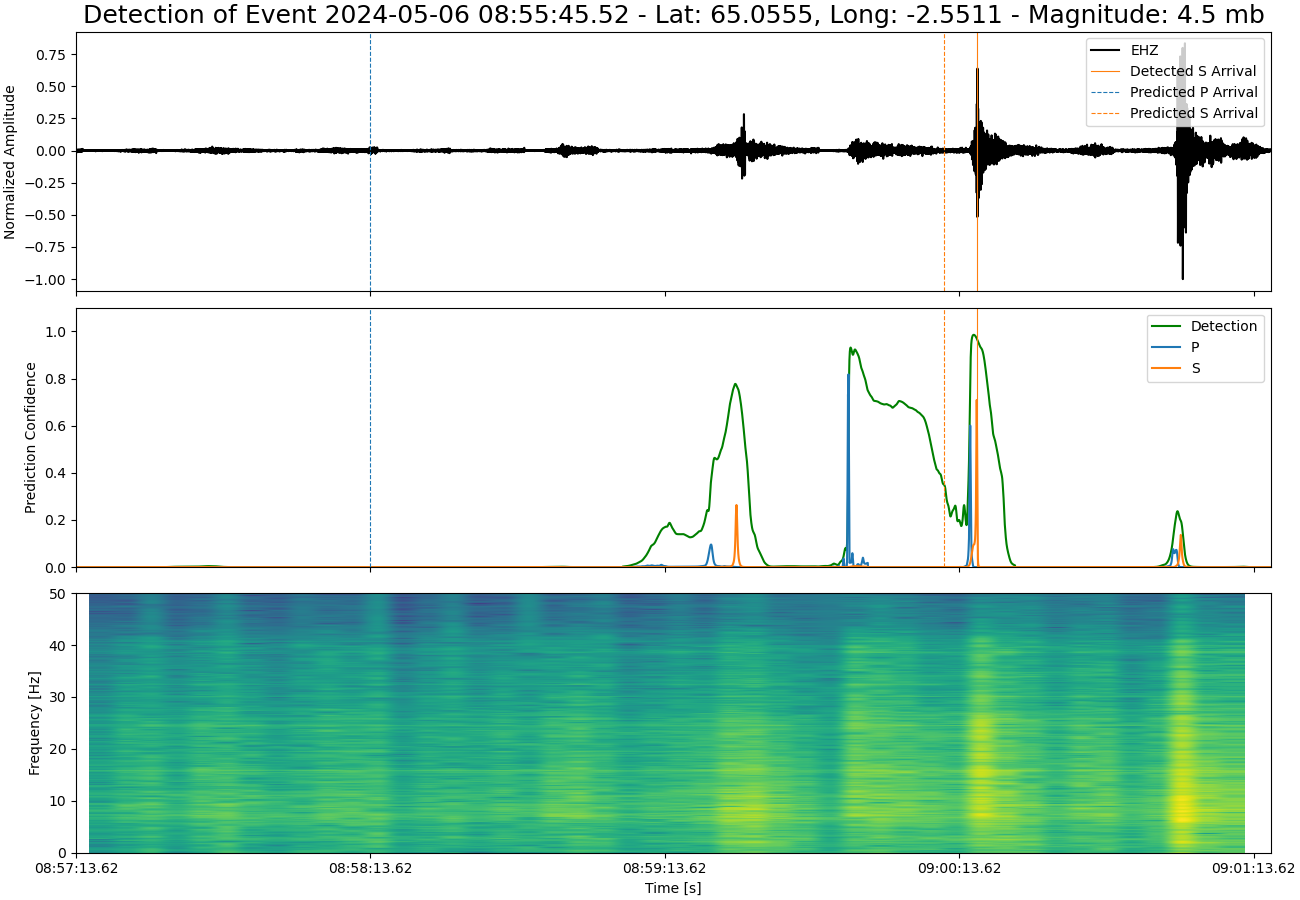 Detection of Event 2024-05-06 08:55:45.52 - Lat: 65.0555, Long: -2.5511 - Magnitude: 4.5 mb
Normalized Amplitude
0.75
0.50
0.25
0.00
−0.25
−0.50
−0.75
−1.00
EHZ
Detected S Arrival
Predicted P Arrival
Predicted S Arrival
Prediction Confidence
1.0
0.8
0.6
0.4
0.2
0.0
Detection
P
S
Frequency [Hz]
50
40
30
20
10
0
08:57:13.62 08:58:13.62 08:59:13.62 09:00:13.62 09:01:13.62
Time [s]